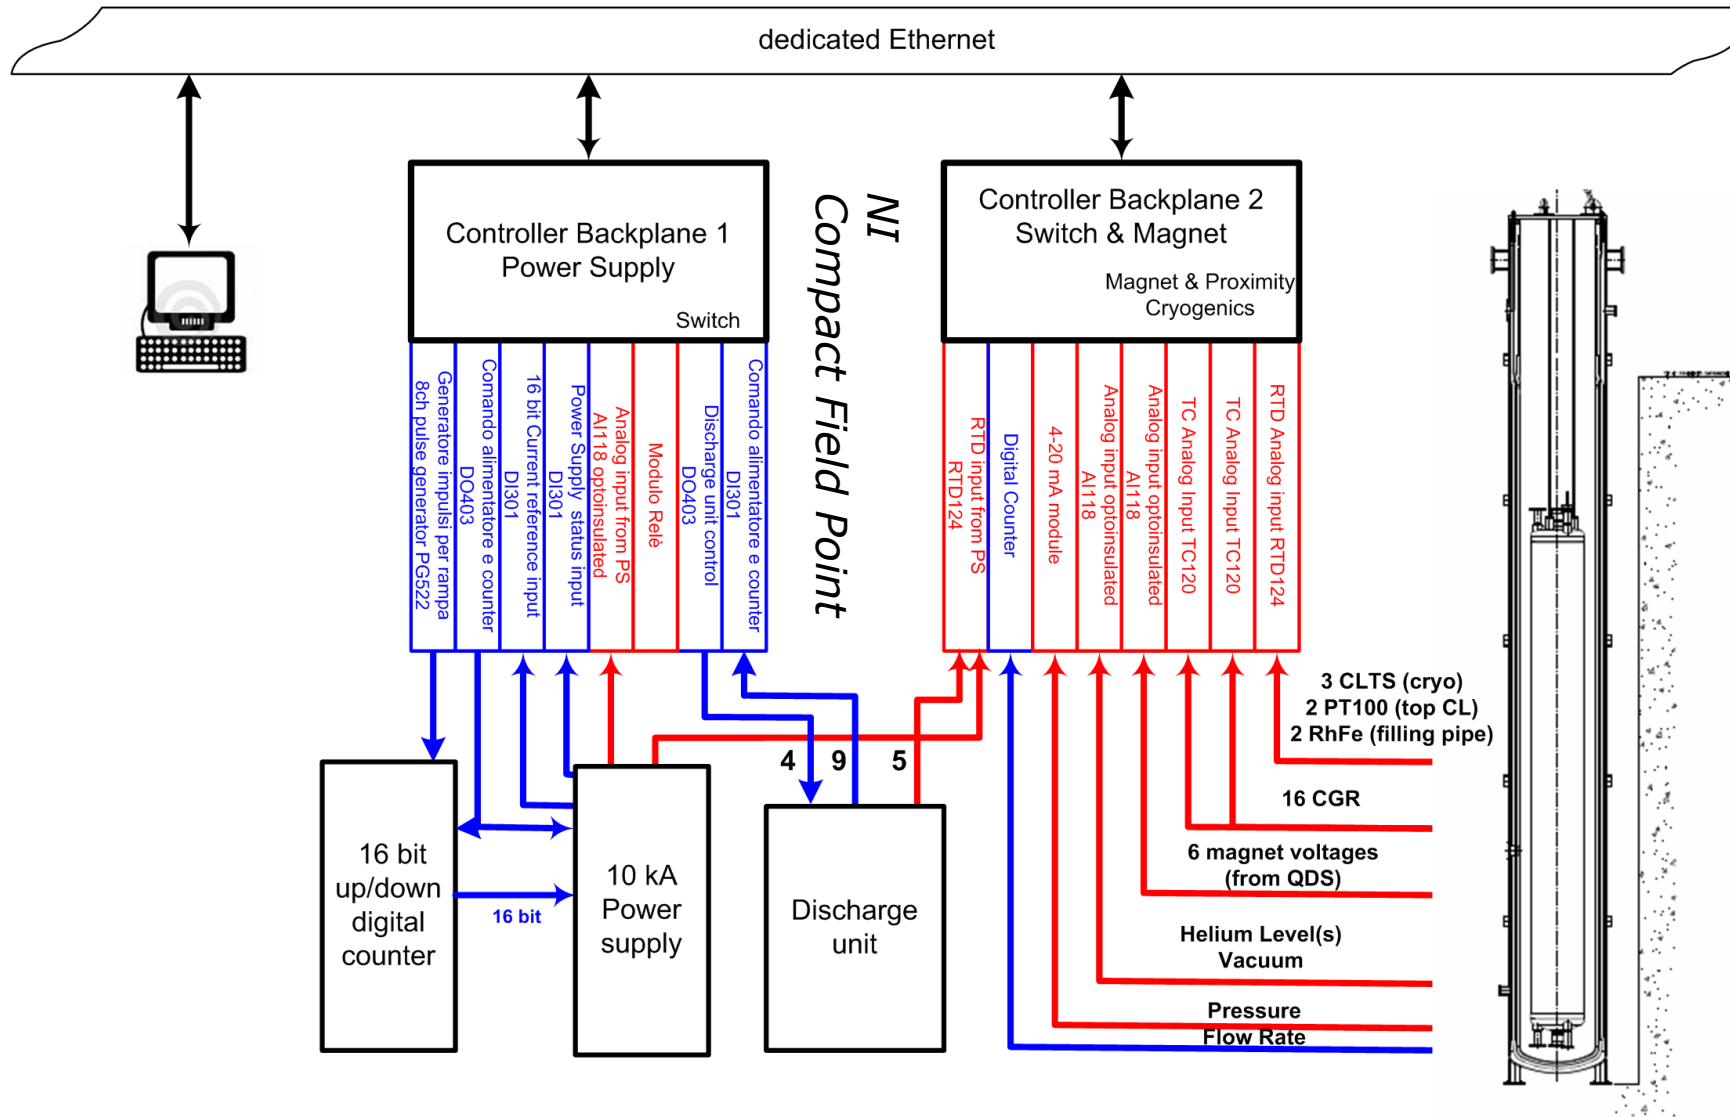 dedicated Ethernet
Controller Backplane 1
Power Supply
Switch
NI
Compact Field Point
Controller Backplane 2
Switch & Magnet
Magnet & Proximity
Cryogenics
Generatore impulsi per rampa
8ch pulse generator PG522
Comando alimentatore e counter
DO403
16 bit Current reference input
DI301
Power Supply status input
DI301
Analog input from PS
AI118 optoinsulated
Modulo Relè
Discharge unit control
DO403
Comando alimentatore e counter
DI301
RTD input from PS
RTD124
Digital Counter
4-20 mA module
Analog input optoinsulated
AI118
Analog input optoinsulated
AI118
TC Analog Input TC120
TC Analog Input TC120
RTD Analog input RTD124
3 CLTS (cryo)
2 PT100 (top CL)
2 RhFe (filling pipe)
4
9
5
16 CGR
6 magnet voltages
(from QDS)
Helium Level(s)
Vacuum
Pressure
Flow Rate
16 bit
up/down
digital
counter
16 bit
10 kA
Power
supply
Discharge
unit